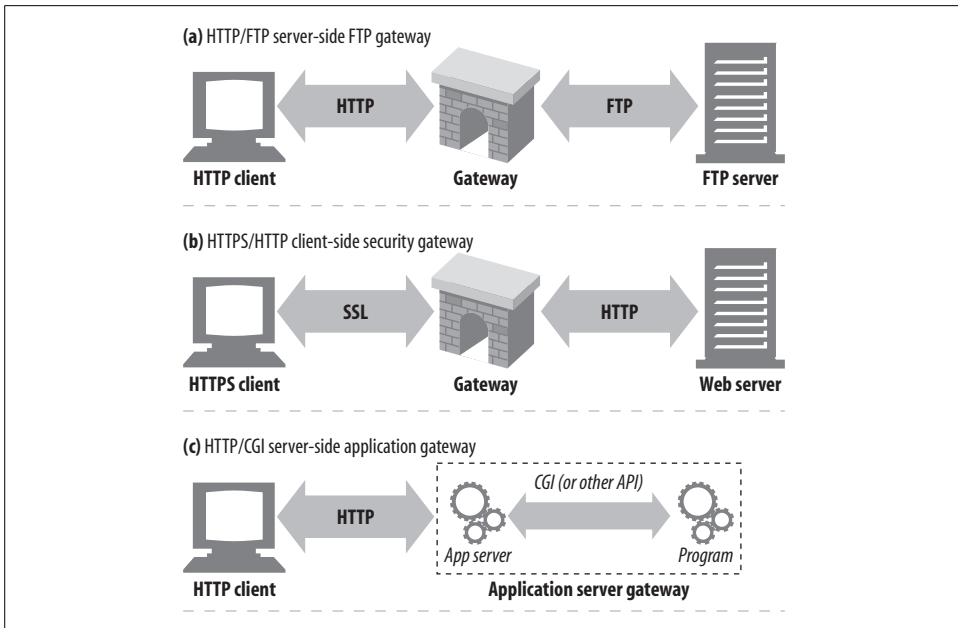 (a) HTTP/FTP server-side FTP gateway
HTTP
FTP
HTTP client
Gateway
FTP server
(b) HTTPS/HTTP client-side security gateway
SSL
HTTP
HTTPS client
Gateway
Web server
(c) HTTP/CGI server-side application gateway
CGI (or other API)
HTTP
App server
Program
HTTP client
Application server gateway